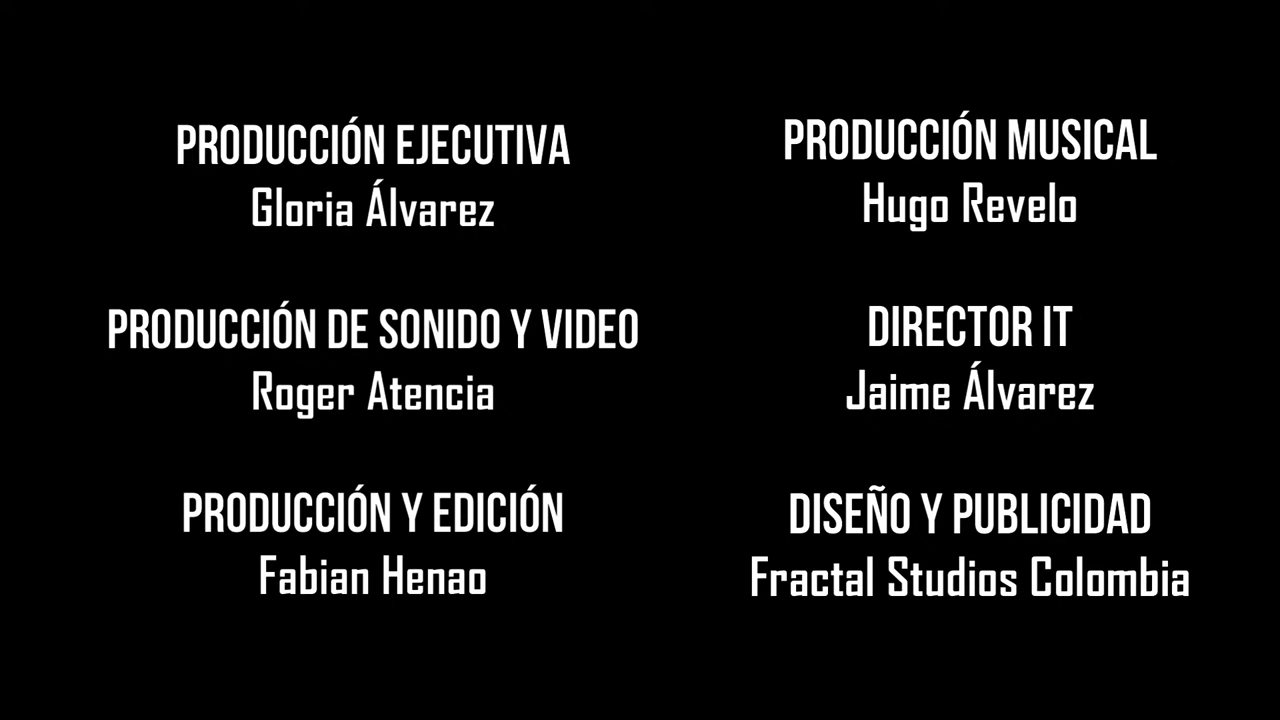 PRODUCCIÓN EJECUTIVA
Gloria Álvarez
PRODUCCIÓN DE SONIDO Y VIDEO
Roger Atencia
PRODUCCIÓN Y EDICIÓN
Fabian Henao
PRODUCCIÓN MUSICAL
Hugo Revelo
DIRECTOR IT
Jaime Álvarez
DISEÑO Y PUBLICIDAD
Fractal Studios Colombia